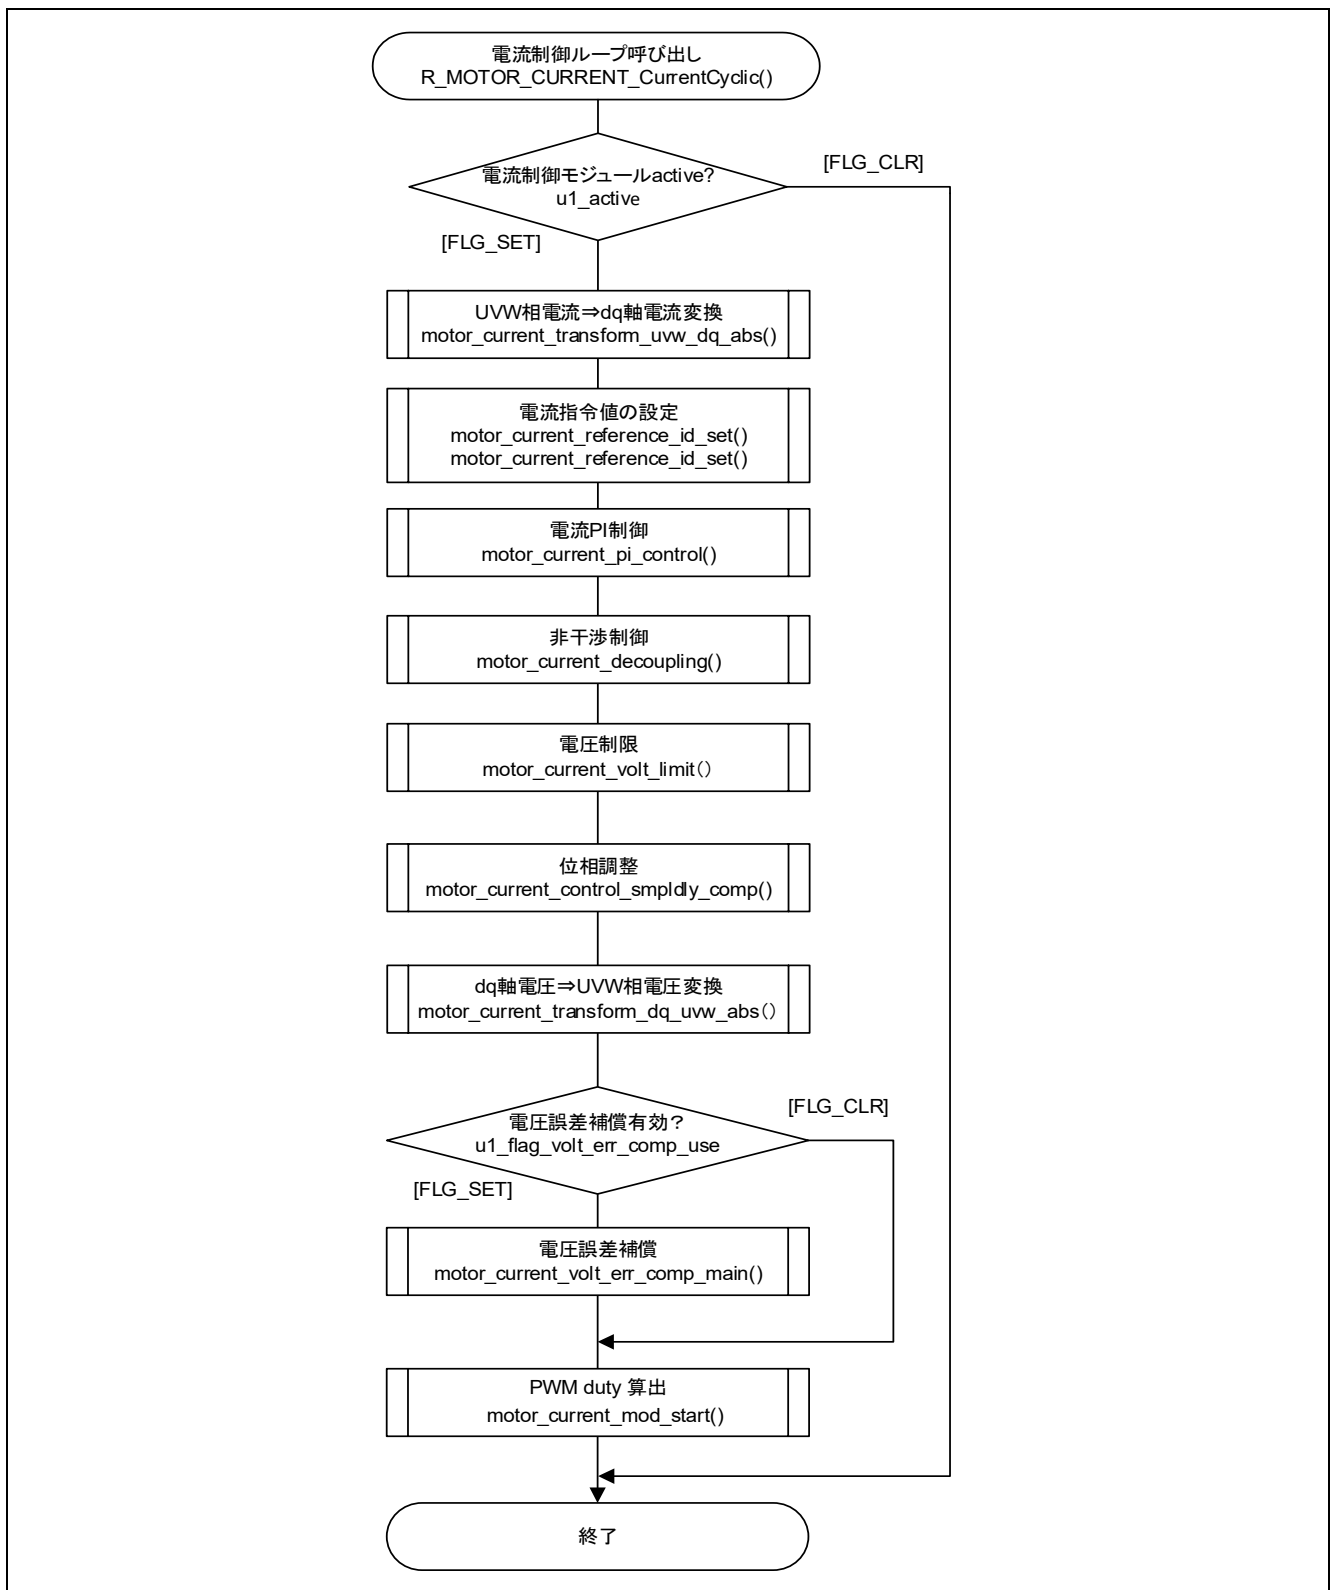 電流制御ループ呼び出し
R_MOTOR_CURRENT_CurrentCyclic()
電流制御モジュールactive?
u1_active
[FLG_CLR]
[FLG_SET]
UVW相電流⇒dq軸電流変換
motor_current_transform_uvw_dq_abs()
電流指令値の設定
motor_current_reference_id_set()
motor_current_reference_id_set()
電流PI制御
motor_current_pi_control()
非干渉制御
motor_current_decoupling()
電圧制限
motor_current_volt_limit（）
位相調整
motor_current_control_smpldly_comp()
dq軸電圧⇒UVW相電圧変換
motor_current_transform_dq_uvw_abs（）
電圧誤差補償有効？
u1_flag_volt_err_comp_use
[FLG_CLR]
[FLG_SET]
電圧誤差補償
motor_current_volt_err_comp_main()
PWM duty 算出
motor_current_mod_start()
終了